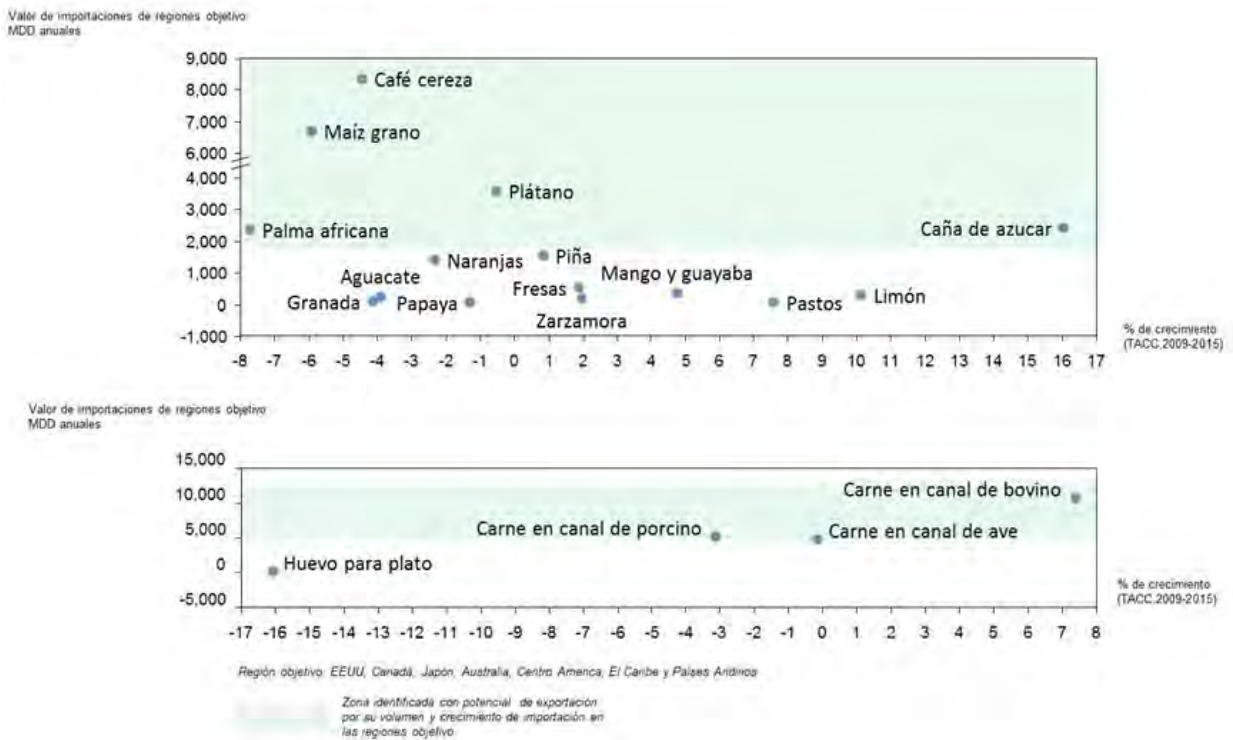 Valor de importaciones de regiones objetivo
MDD anuales
9,000
8,000
7,000
6,000
4,000
3,000
2,000
1,000
0
-1,000
Café cereza
Maíz grano
Plátano
Palma africana
Caña de azucar
Naranjas
Piña
Aguacate
Mango y guayaba
Granada
Papaya
Fresas
Zarzamora
Pastos
Limón
-8 -7 -6 -5 -4 -3 -2 -1 0 1 2 3 4 5 6 7 8 9 10 11 12 13 14 15 16 17
% de crecimiento
(TACC,2009-2015)
Valor de importaciones de regiones objetivo
MDD anuales
15,000
10,000
5,000
0
-5,000
Carne en canal de bovino
Carne en canal de porcino
Carne en canal de ave
Huevo para plato
-17 -16 -15 -14 -13 -12 -11 -10 -9 -8 -7 -6 -5 -4 -3 -2 -1 0 1 2 3 4 5 6 7 8
% de crecimiento
(TACC,2009-2015)
Región objetivo: EEUU, Canadá, Japón, Australia, Centro America, El Caribe y Países Andinos
Zona identificada con potencial de exportación
por su volumen y crecimiento de importación en
las regiones objetivo